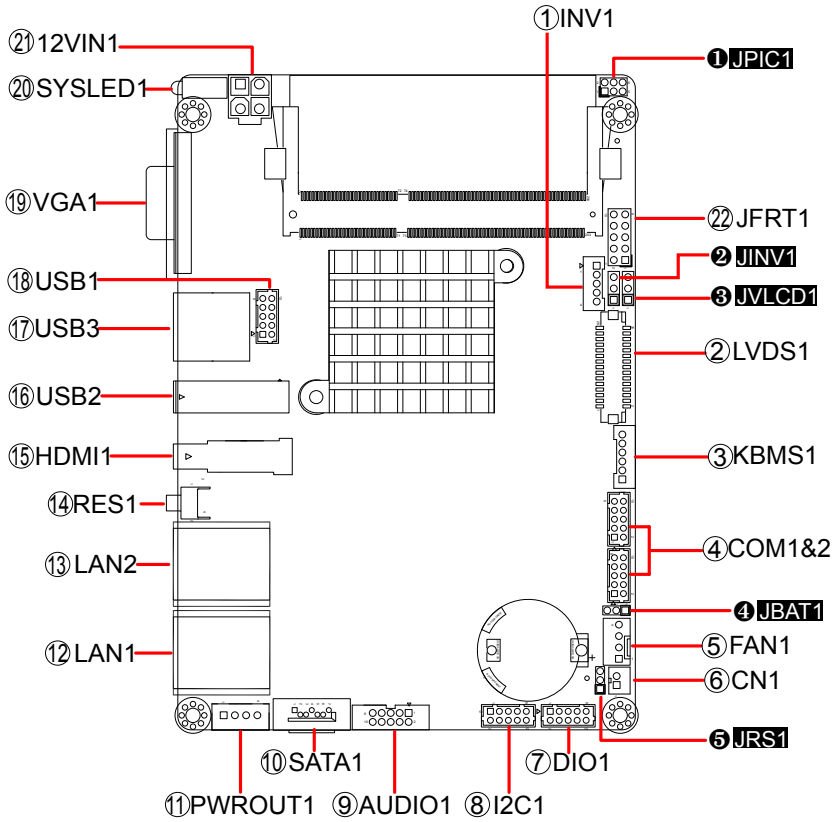 ①INV1
㉑12VIN1
❶JPIC1
⑳SYSLED1
⑲VGA1
㉒JFRT1
❷JINV1
⑱USB1
❸JVLCD1
⑰USB3
②LVDS1
⑯USB2
⑮HDMI1
③KBMS1
⑭RES1
④COM1&2
⑬LAN2
❹JBAT1
⑤FAN1
⑫LAN1
⑥CN1
❺JRS1
⑩SATA1
⑦DIO1
⑪PWROUT1
⑨AUDIO1
⑧I2C1